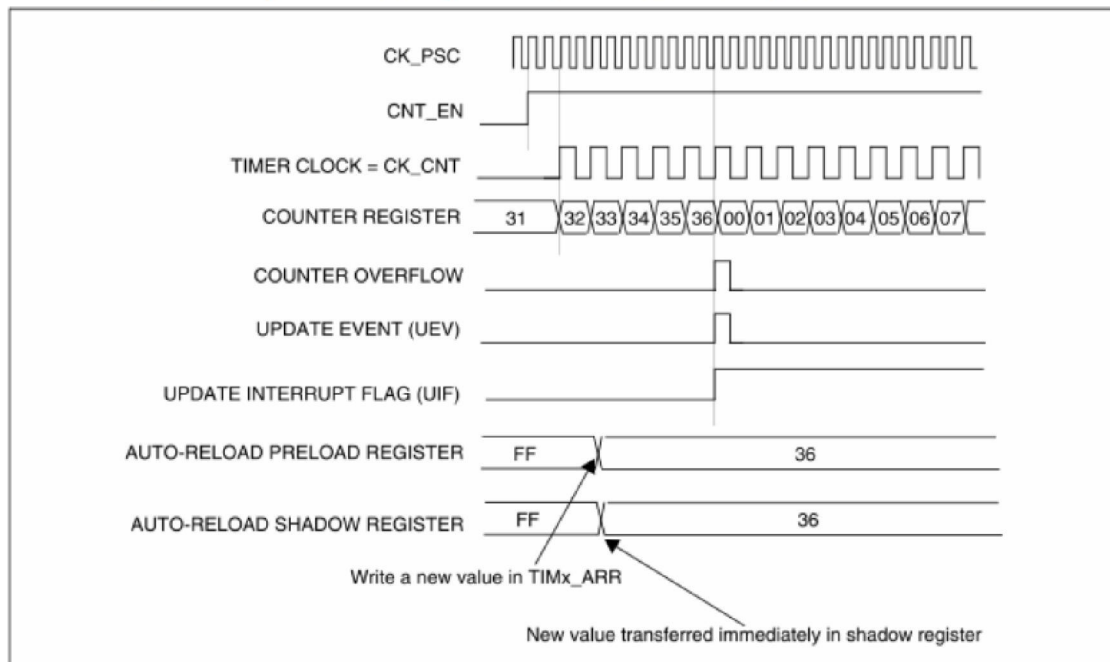 CK_PSC
CNT_EN
TIMER CLOCK = CK_CNT
COUNTER REGISTER 31 32 33 34 35 36 00 01 02 03 04 05 06 07
COUNTER OVERFLOW
UPDATE EVENT (UEV)
UPDATE INTERRUPT FLAG (UIF)
AUTO-RELOAD PRELOAD REGISTER FF 36
AUTO-RELOAD SHADOW REGISTER FF 36
Write a new value in TIMx_ARR
New value transferred immediately in shadow register